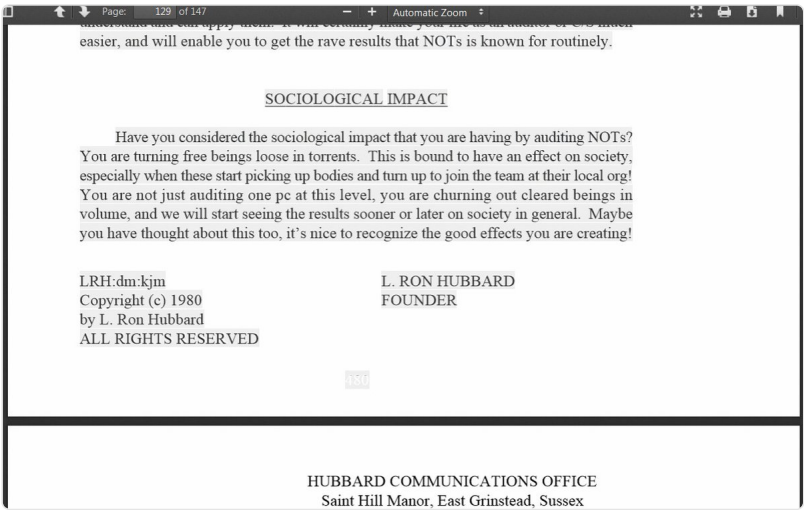 Page: 129 of 147 Automatic Zoom
easier, and will enable you to get the rave results that NOTs is known for routinely.
SOCIOLOGICAL IMPACT
Have you considered the sociological impact that you are having by auditing NOTs?
You are turning free beings loose in torrents. This is bound to have an effect on society,
especially when these start picking up bodies and turn up to join the team at their local org!
You are not just auditing one pc at this level, you are churning out cleared beings in
volume, and we will start seeing the results sooner or later on society in general. Maybe
you have thought about this too, it's nice to recognize the good effects you are creating!
LRH:dm:kjm L. RON HUBBARD
Copyright (c) 1980 FOUNDER
by L. Ron Hubbard
ALL RIGHTS RESERVED
HUBBARD COMMUNICATIONS OFFICE
Saint Hill Manor, East Grinstead, Sussex